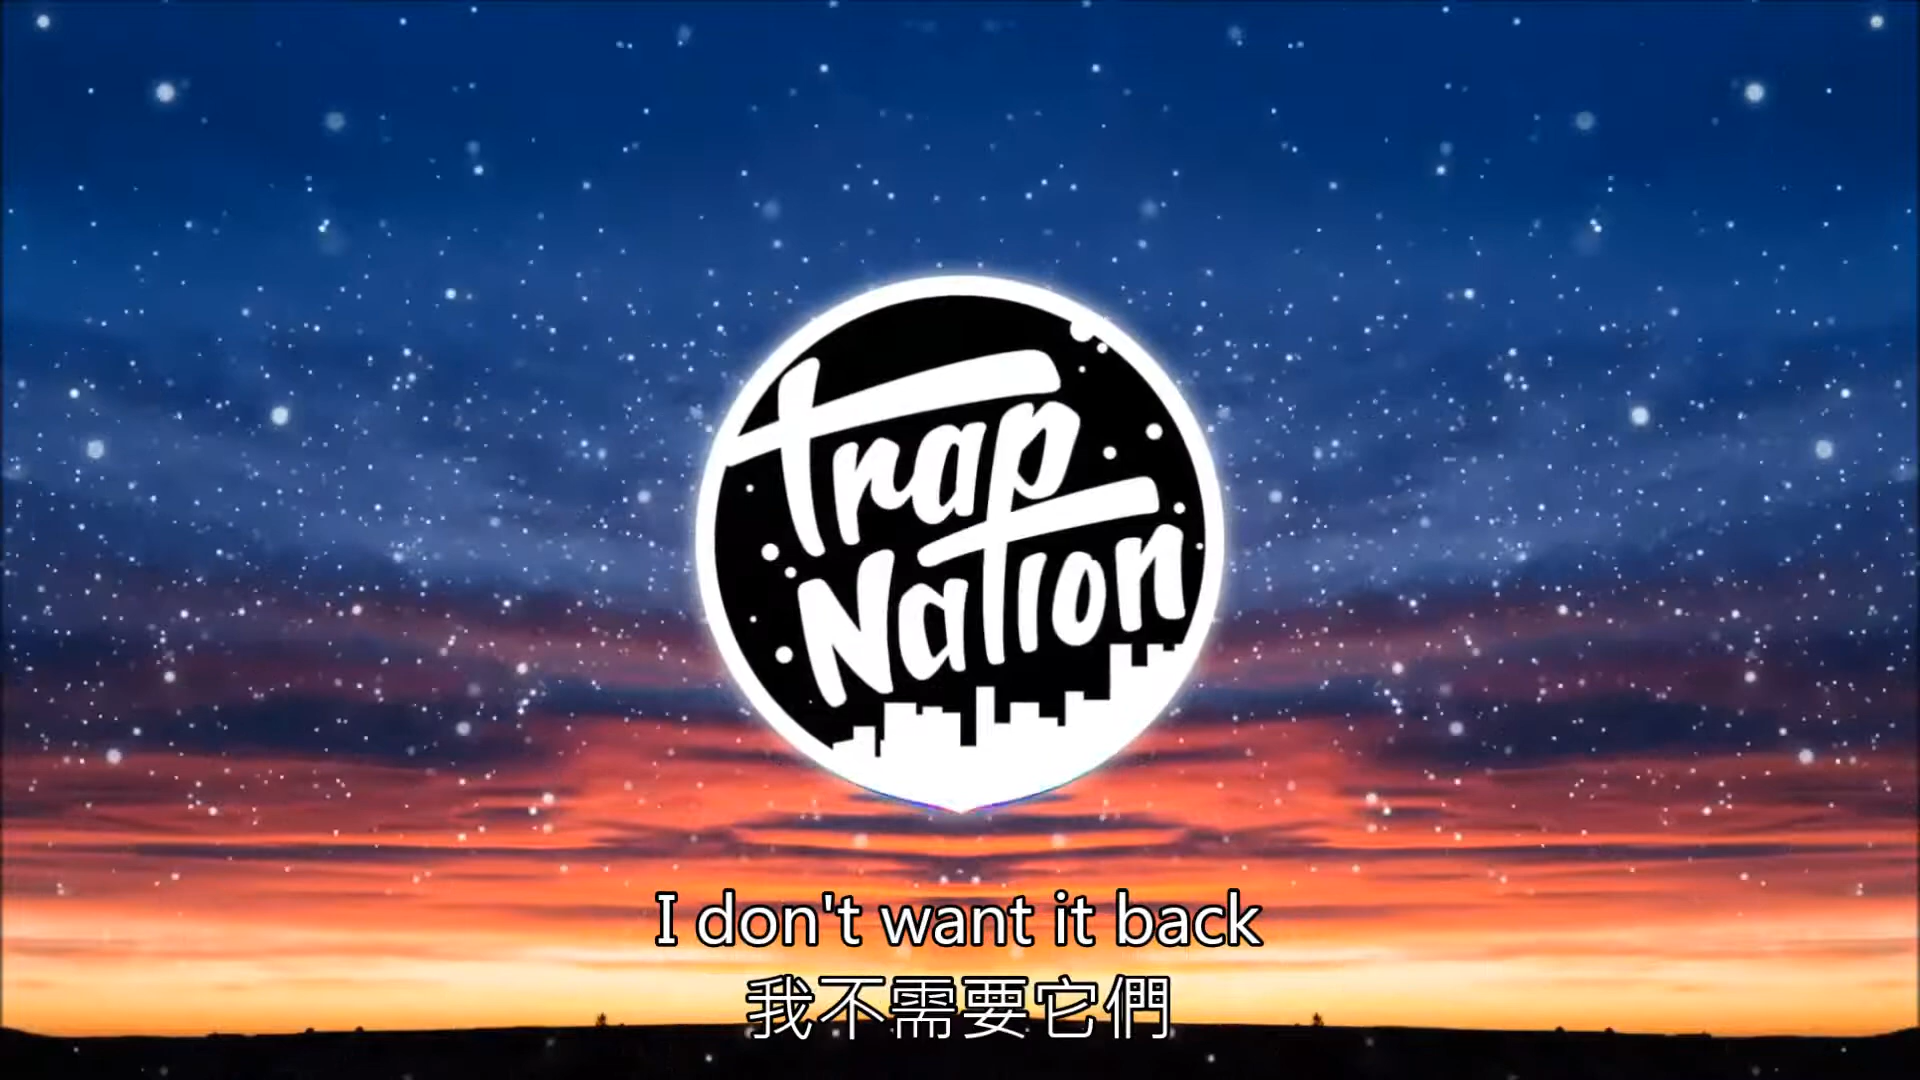 Trap
Nation
I don't want it back
我不需要它們